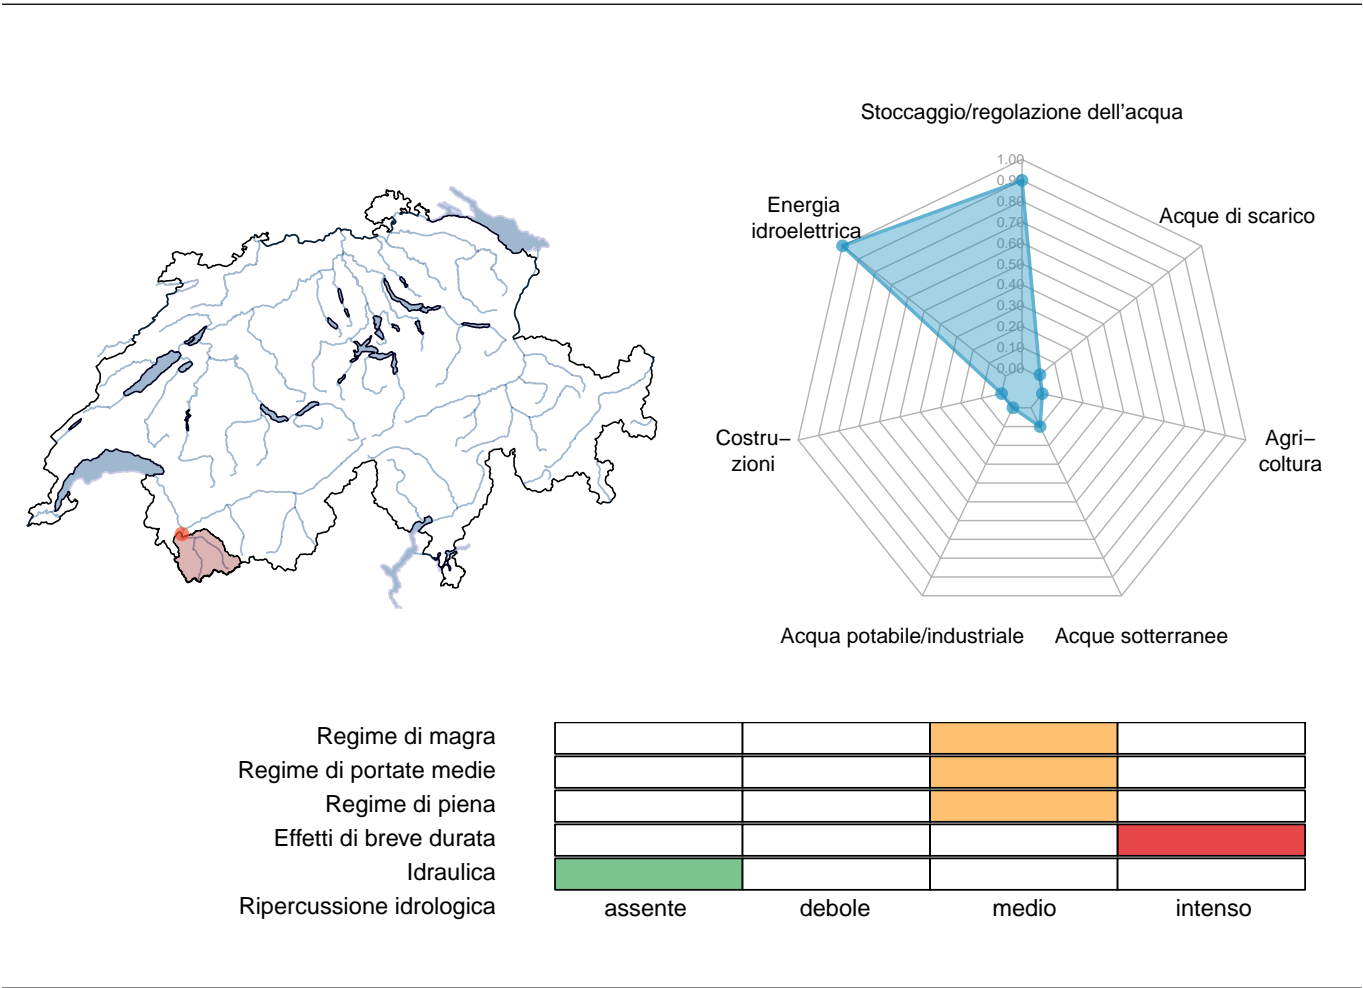 Stoccaggio/regolazione dell'acqua
Energia
idroelettrica
Acque di scarico
1.00
0.90
0.80
0.70
0.60
0.50
0.40
0.30
0.20
0.10
0.00
Costru–
zioni
Agri–
coltura
Acqua potabile/industriale
Acque sotterranee
Regime di magra
Regime di portate medie
Regime di piena
Effetti di breve durata
Idraulica
Ripercussione idrologica assente debole medio intenso